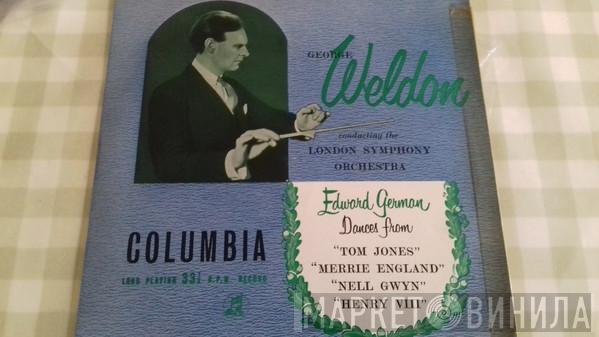 GEORGE
Weldon
conducting the
LONDON SYMPHONY
ORCHESTRA
Edward German
Dances from
"TOM JONES"
"MERRIE ENGLAND"
"NELL GWYN"
"HENRY VIII"
COLUMBIA
LONG PLAYING 33⅓ R.P.M. RECORD
МАРКЕТ ВИНИЛА